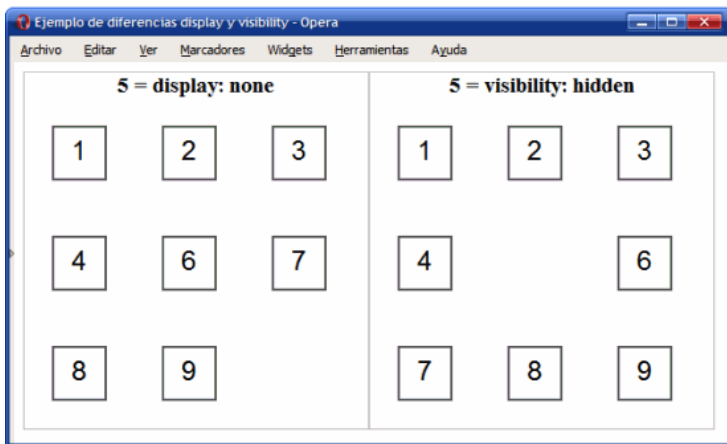 Ejemplo de diferencias display y visibility - Opera
Archivo Editar Ver Marcadores Widgets Herramientas Ayuda
5 = display: none
1 2 3
4 6 7
8 9
5 = visibility: hidden
1 2 3
4 6
7 8 9